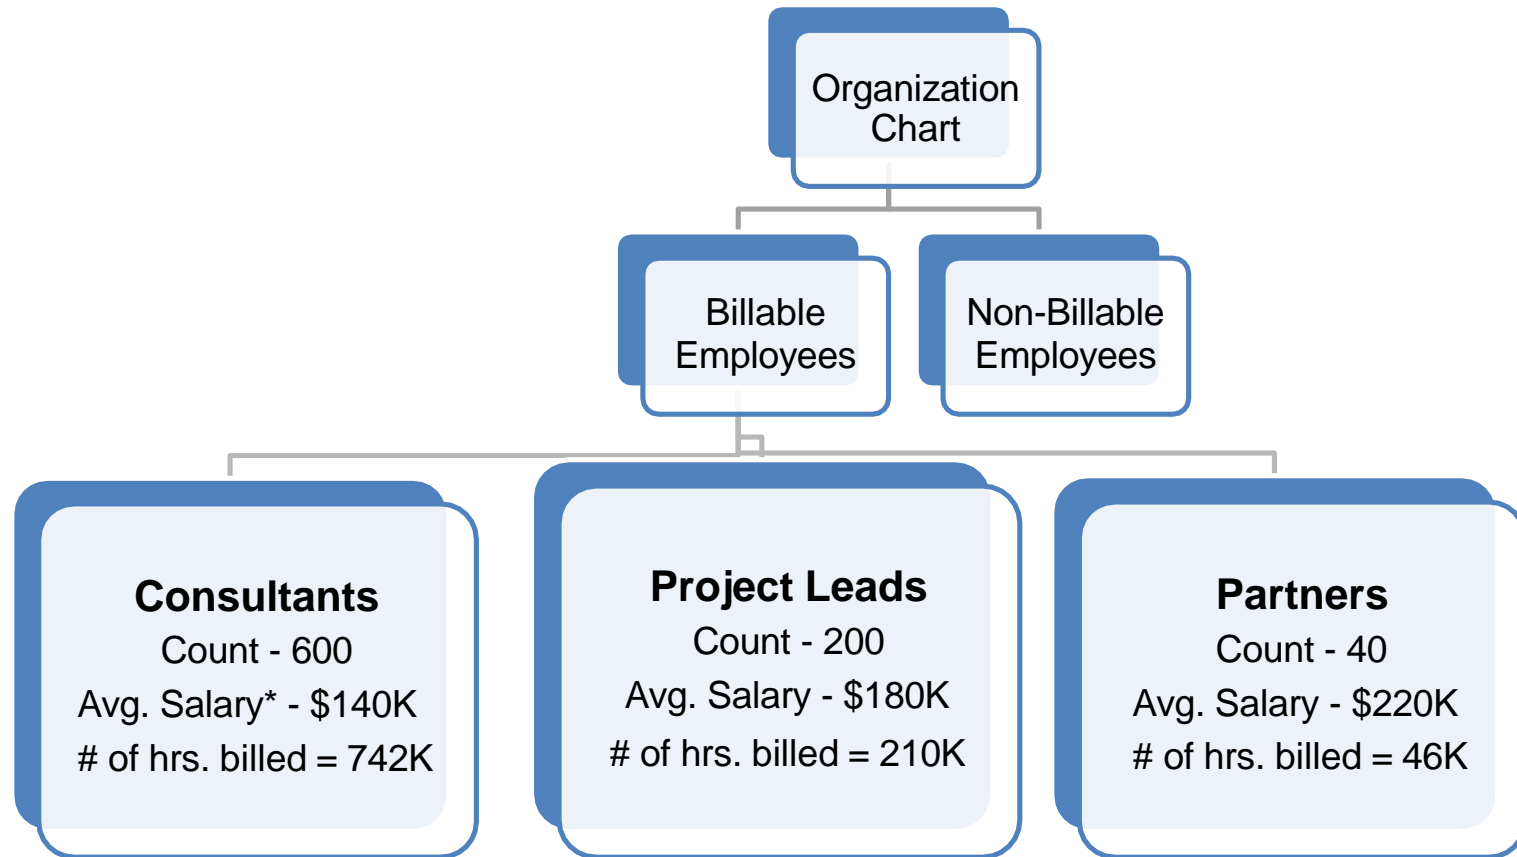 Organization
Chart
Billable
Employees
Non-Billable
Employees
Consultants
Count - 600
Avg. Salary* - $140K
# of hrs. billed = 742K
Project Leads
Count - 200
Avg. Salary - $180K
# of hrs. billed = 210K
Partners
Count - 40
Avg. Salary - $220K
# of hrs. billed = 46K